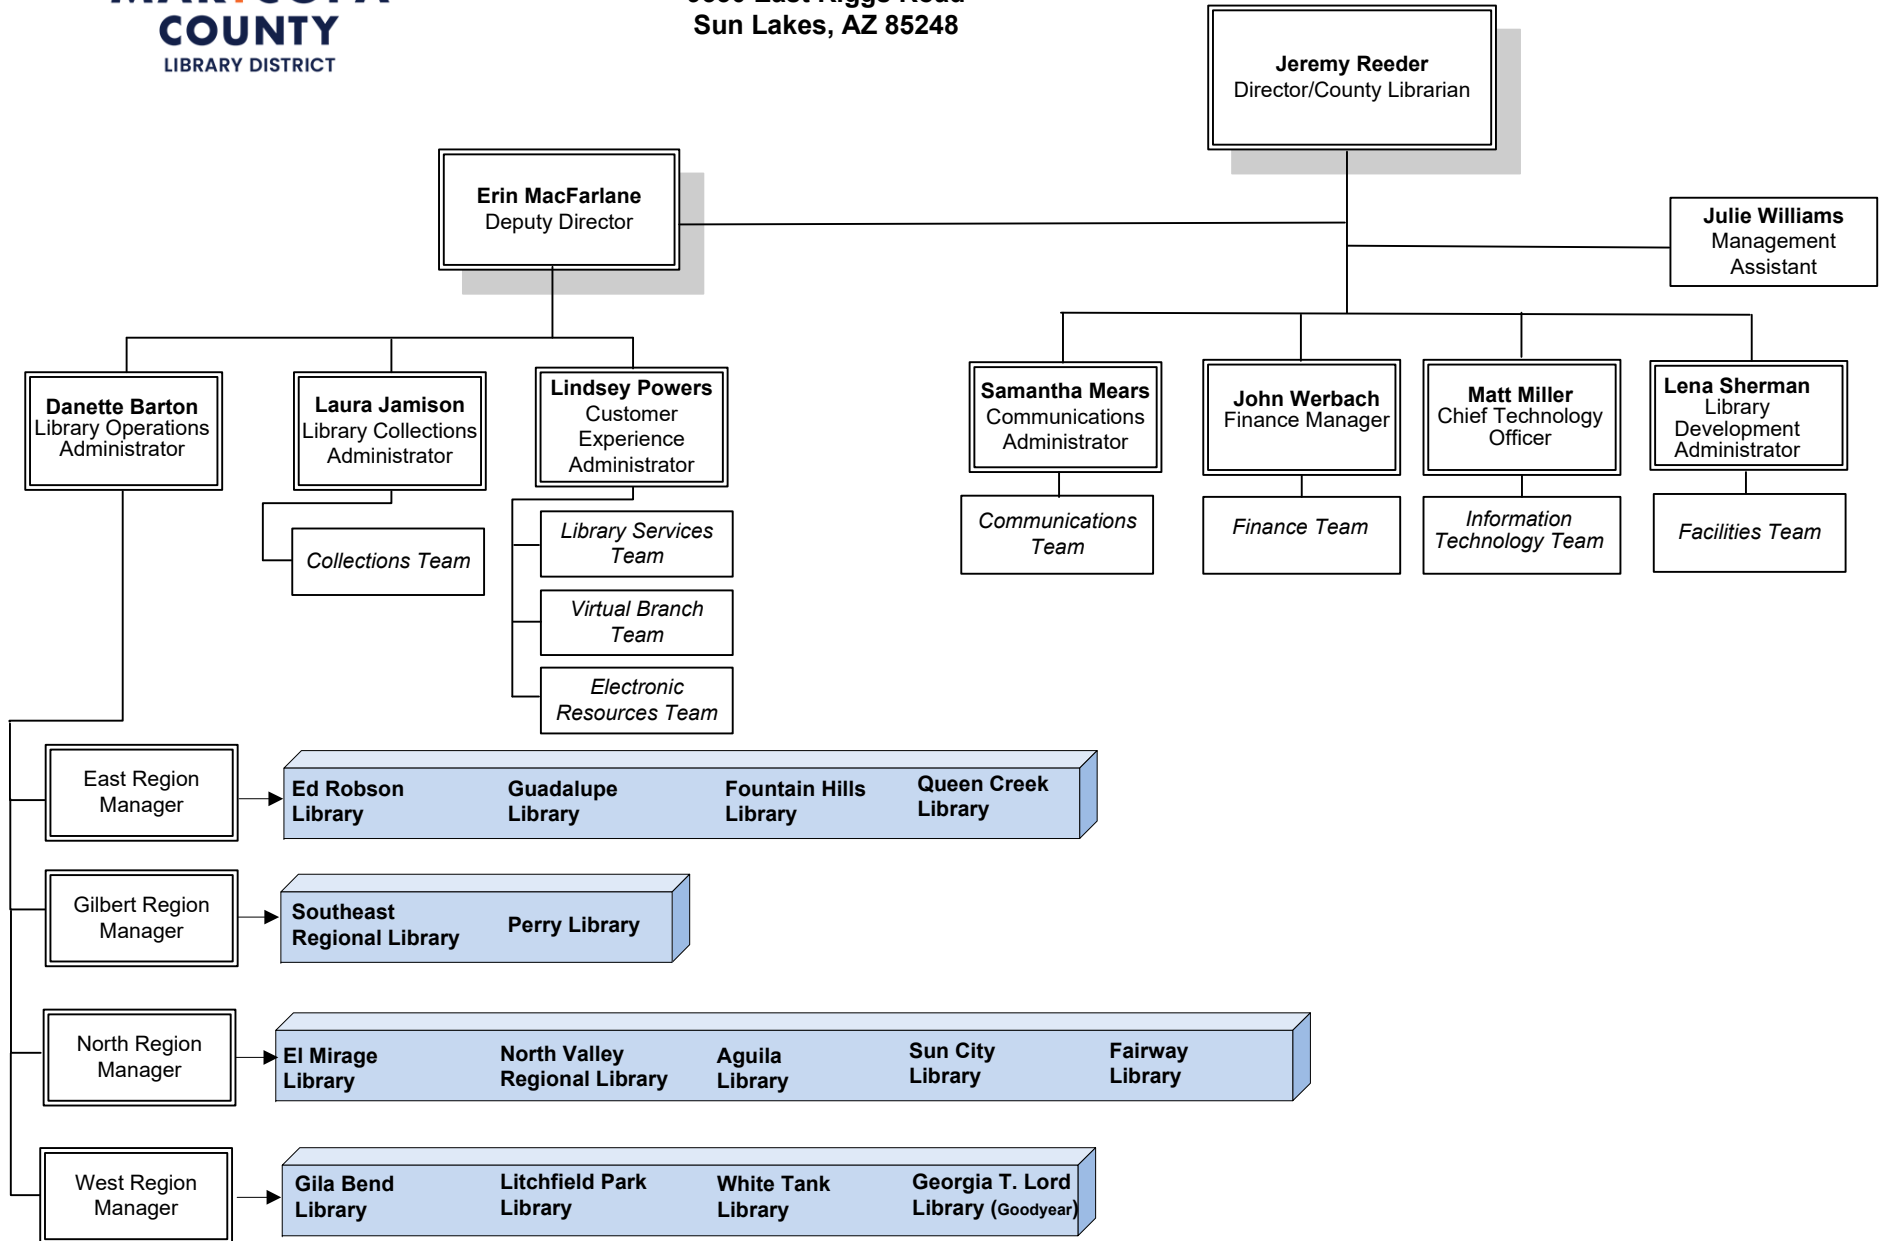 COUNTY
LIBRARY DISTRICT
Sun Lakes, AZ 85248
Jeremy Reeder
Director/County Librarian
Erin MacFarlane
Deputy Director
Julie Williams
Management
Assistant
Danette Barton
Library Operations
Administrator
Laura Jamison
Library Collections
Administrator
Lindsey Powers
Customer
Experience
Administrator
Samantha Mears
Communications
Administrator
John Werbach
Finance Manager
Matt Miller
Chief Technology
Officer
Lena Sherman
Library
Development
Administrator
Collections Team
Library Services
Team
Virtual Branch
Team
Electronic
Resources Team
Communications
Team
Finance Team
Information
Technology Team
Facilities Team
East Region
Manager
Ed Robson
Library
Guadalupe
Library
Fountain Hills
Library
Queen Creek
Library
Gilbert Region
Manager
Southeast
Regional Library
Perry Library
North Region
Manager
El Mirage
Library
North Valley
Regional Library
Aguila
Library
Sun City
Library
Fairway
Library
West Region
Manager
Gila Bend
Library
Litchfield Park
Library
White Tank
Library
Georgia T. Lord
Library (Goodyear)